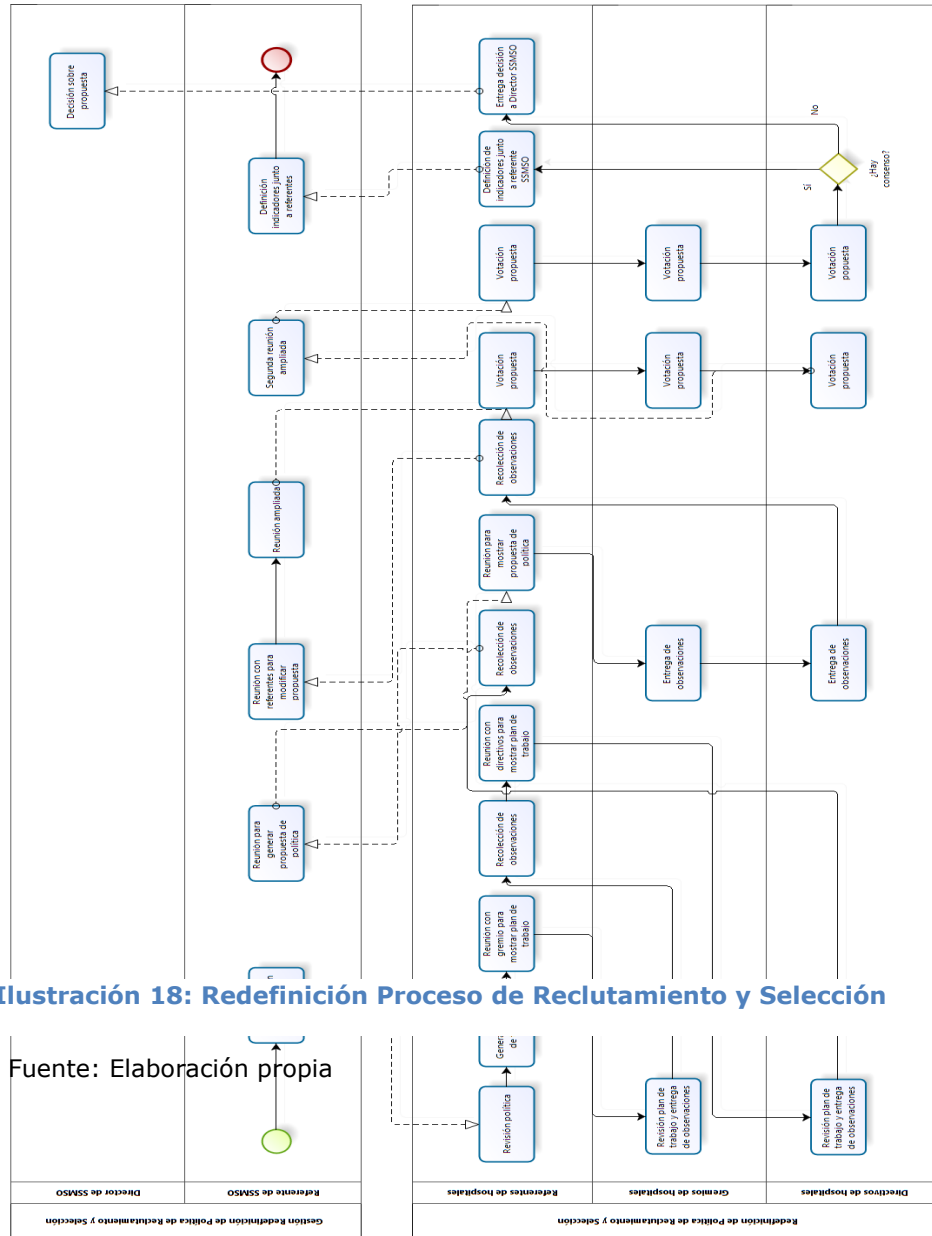 Decisión sobre
propuesta
Definición
indicadores junto
a referentes
Segunda reunión
ampliada
Reunión ampliada
Reunión con
referentes para
modificar
propuesta
Reunión para
generar
propuesta de
política
Entrega decisión
a Director SSMSO
Definición de
indicadores junto
a referente
SSMSO
Votación
propuesta
Votación
propuesta
Recolección de
observaciones
Reunión para
mostrar
propuesta de
política
Recolección de
observaciones
Reunión con
directivos para
mostrar plan de
trabajo
Recolección de
observaciones
Reunión con
gremio para
mostrar plan de
trabajo
Revisión política
Votación
propuesta
Votación
propuesta
Entrega de
observaciones
Revisión plan de
trabajo y entrega
de observaciones
No
Sí
¿Hay
consenso?
Votación
popuesta
Votación
propuesta
Entrega de
observaciones
Revisión plan de
trabajo y entrega
de observaciones
Ilustración 18: Redefinición Proceso de Reclutamiento y Selección
Fuente: Elaboración propia
Director de SSMSO
Referente de SSMSO
Gestión Redefinición de Política de Reclutamiento y Selección
Referentes de hospitales
Gremios de hospitales
Directivos de hospitales
Redefinición de Política de Reclutamiento y Selección